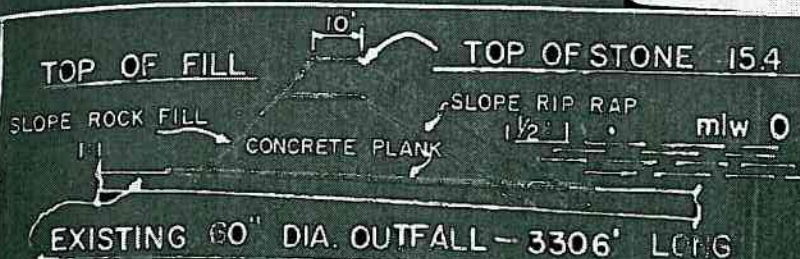 10'
TOP OF FILL
TOP OF STONE 15.4
SLOPE ROCK FILL
1:1
SLOPE RIP RAP
1½ : 1
mlw 0
CONCRETE PLANK
EXISTING 60" DIA. OUTFALL - 3306' LONG